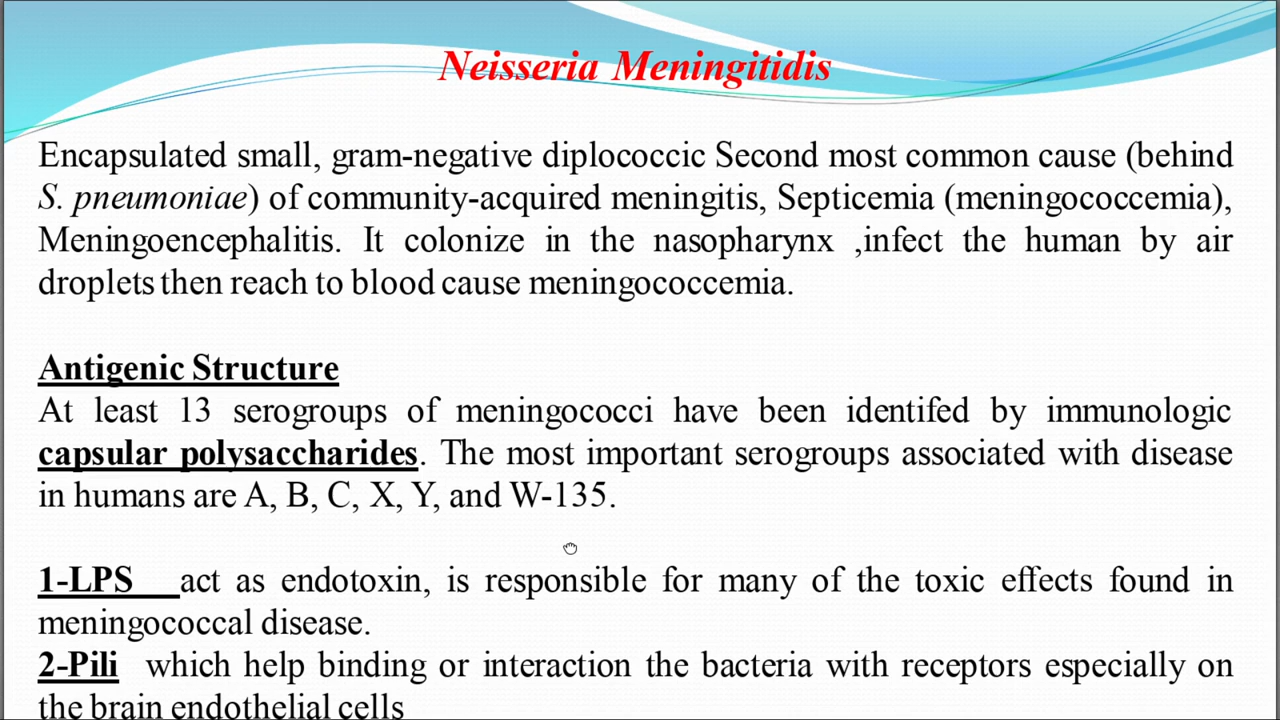 Neisseria Meningitidis
Encapsulated small, gram-negative diplococcic Second most common cause (behind
S. pneumoniae) of community-acquired meningitis, Septicemia (meningococcemia),
Meningoencephalitis. It colonize in the nasopharynx ,infect the human by air
droplets then reach to blood cause meningococcemia.
Antigenic Structure
At least 13 serogroups of meningococci have been identifed by immunologic
capsular polysaccharides. The most important serogroups associated with disease
in humans are A, B, C, X, Y, and W-135.
1-LPS act as endotoxin, is responsible for many of the toxic effects found in
meningococcal disease.
2-Pili which help binding or interaction the bacteria with receptors especially on
the brain endothelial cells